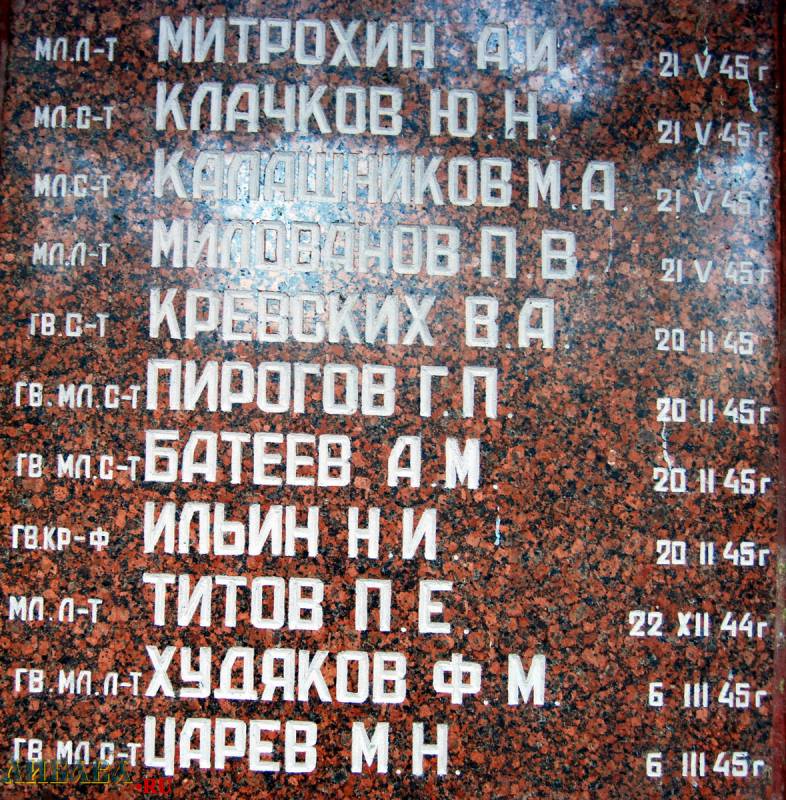 МЛ.Л-Т МИТРОХИН А.И 21 V 45 г
МЛ.С-Т КЛАЧКОВ Ю.Н. 21 V 45 г
МЛ.С-Т КАЛАШНИКОВ М.А. 21 V 45 г
МЛ.Л-Т МИЛОВАНОВ П.В 21 V 45 г
ГВ.С-Т КРЕВСКИХ В.А. 20 II 45 г
ГВ.МЛ.С-Т ПИРОГОВ Г.П. 20 II 45 г
ГВ МЛ.С-Т БАТЕЕВ А.М. 20 II 45 г
ГВ.КР-Ф ИЛЬИН Н.И. 20 II 45 г
МЛ.Л-Т ТИТОВ П.Е. 22 XII 44 г
ГВ.МЛ.Л-Т ХУДЯКОВ Ф.М. 6 III 45 г
ГВ МЛ.С-Т ЦАРЕВ М.Н. 6 III 45 г
.RU